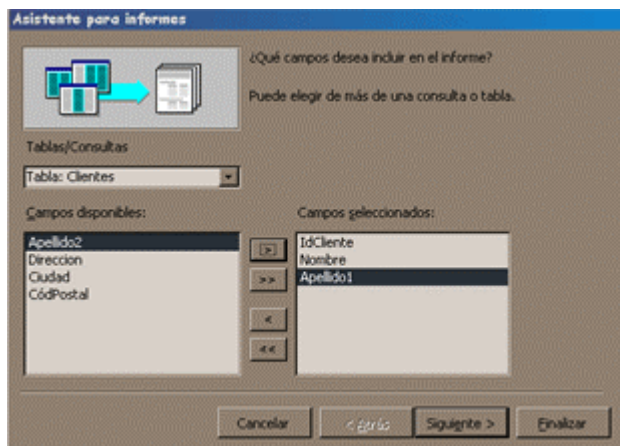 Asistente para informes
¿Qué campos desea incluir en el informe?
Puede elegir de más de una consulta o tabla.
Tablas/Consultas
Tabla: Clientes
Campos disponibles:
Campos seleccionados:
Apellido2
Direccion
Ciudad
CódPostal
>
>>
<
<<
IdCliente
Nombre
Apellido1
Cancelar
< Atrás
Siguiente >
Finalizar